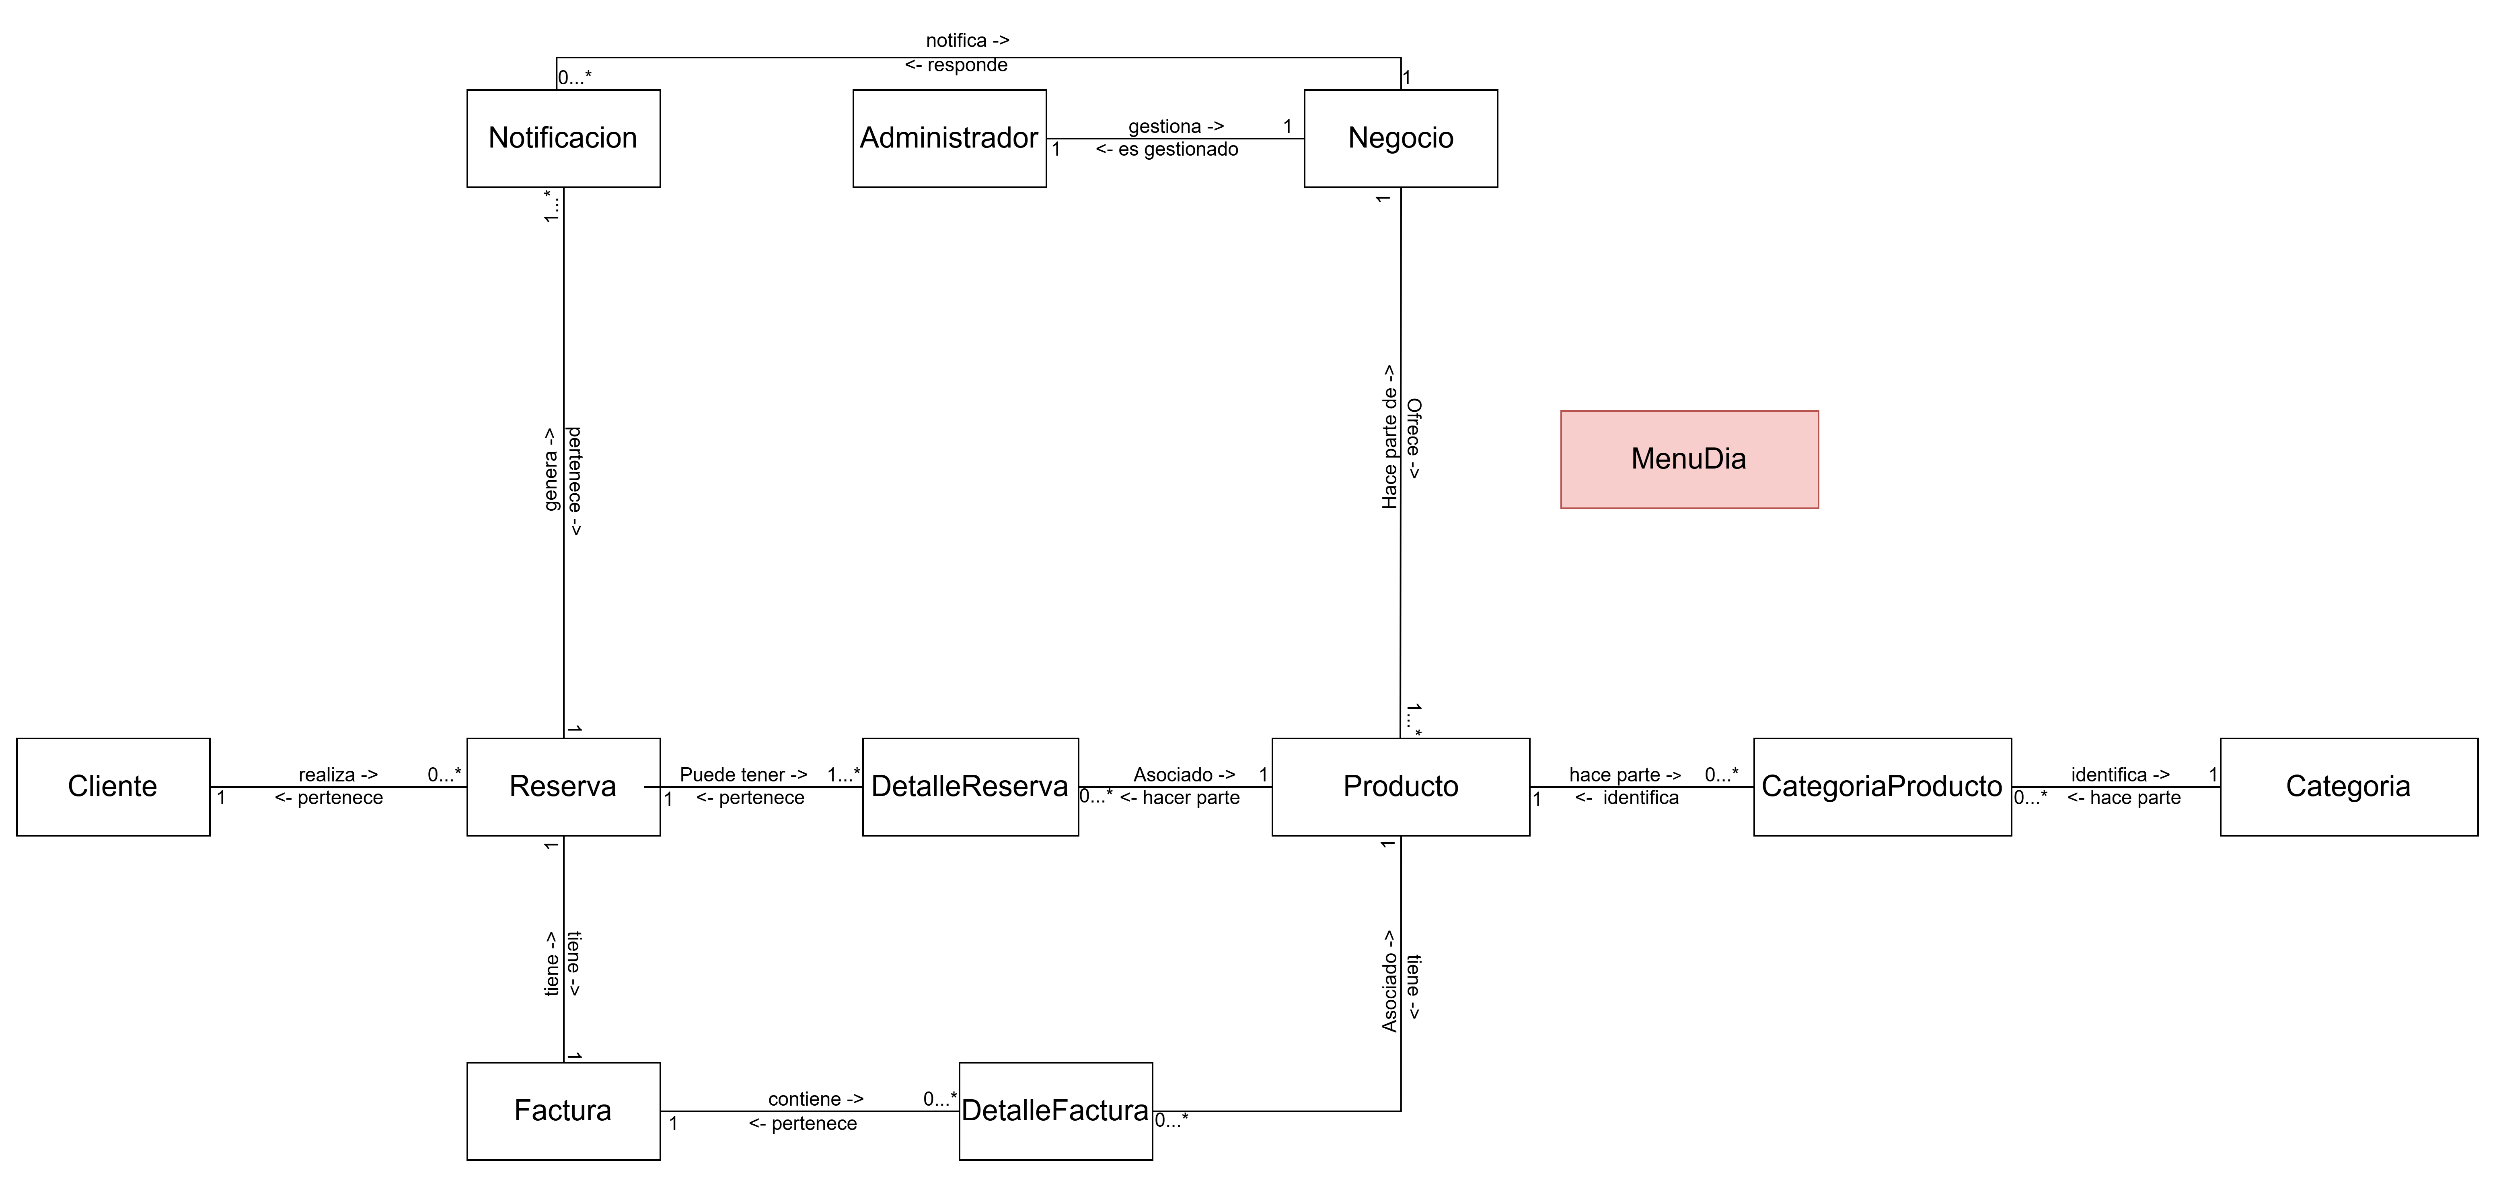 notifica ->
<- responde
0...*
1
Notificacion
Administrador
gestiona ->
<- es gestionado
1
1
Negocio
1...*
1
genera ->
pertenece ->
Hace parte de ->
Ofrece ->
MenuDia
1
1...*
Cliente
realiza ->
<- pertenece
1
0...*
Reserva
Puede tener ->
<- pertenece
1
1...*
DetalleReserva
Asociado ->
<- hacer parte
0...*
1
Producto
hace parte ->
<- identifica
1
0...*
CategoriaProducto
identifica ->
<- hace parte
0...*
1
Categoria
1
1
tiene ->
tiene ->
Asociado ->
tiene ->
1
Factura
contiene ->
<- pertenece
1
0...*
DetalleFactura
0...*